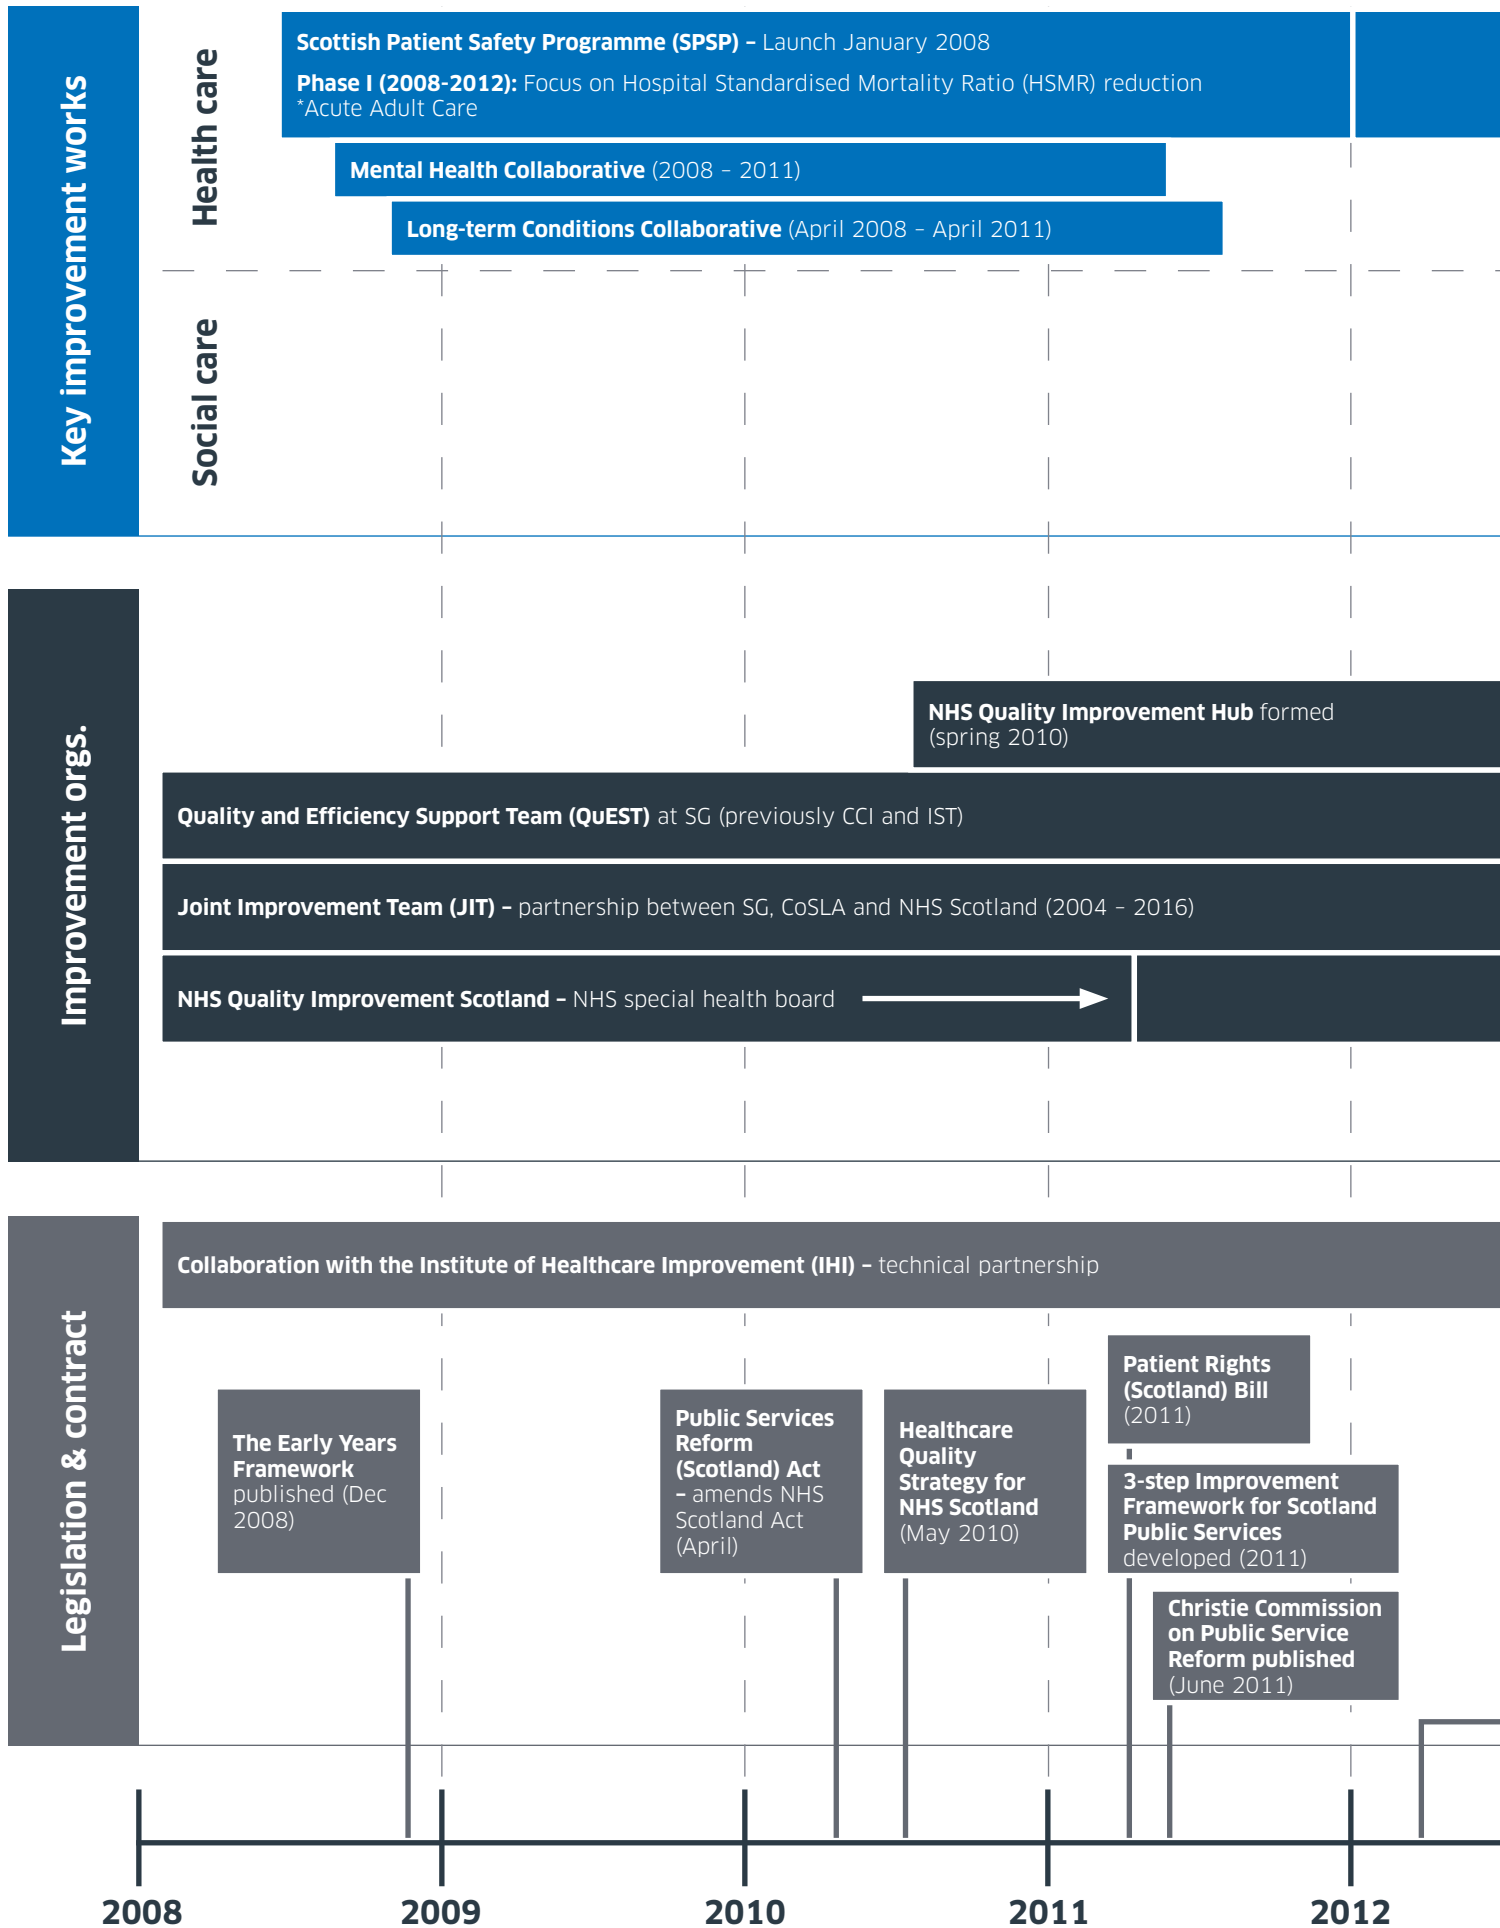 Key improvement works
Health care
Scottish Patient Safety Programme (SPSP) – Launch January 2008
Phase I (2008-2012): Focus on Hospital Standardised Mortality Ratio (HSMR) reduction
*Acute Adult Care
Mental Health Collaborative (2008 – 2011)
Long-term Conditions Collaborative (April 2008 – April 2011)
Social care
Improvement orgs.
NHS Quality Improvement Hub formed
(spring 2010)
Quality and Efficiency Support Team (QuEST) at SG (previously CCI and IST)
Joint Improvement Team (JIT) – partnership between SG, CoSLA and NHS Scotland (2004 – 2016)
NHS Quality Improvement Scotland – NHS special health board
Legislation & contract
Collaboration with the Institute of Healthcare Improvement (IHI) – technical partnership
The Early Years
Framework
published (Dec
2008)
Public Services
Reform
(Scotland) Act
– amends NHS
Scotland Act
(April)
Healthcare
Quality
Strategy for
NHS Scotland
(May 2010)
Patient Rights
(Scotland) Bill
(2011)
3-step Improvement
Framework for Scotland
Public Services
developed (2011)
Christie Commission
on Public Service
Reform published
(June 2011)
2008
2009
2010
2011
2012